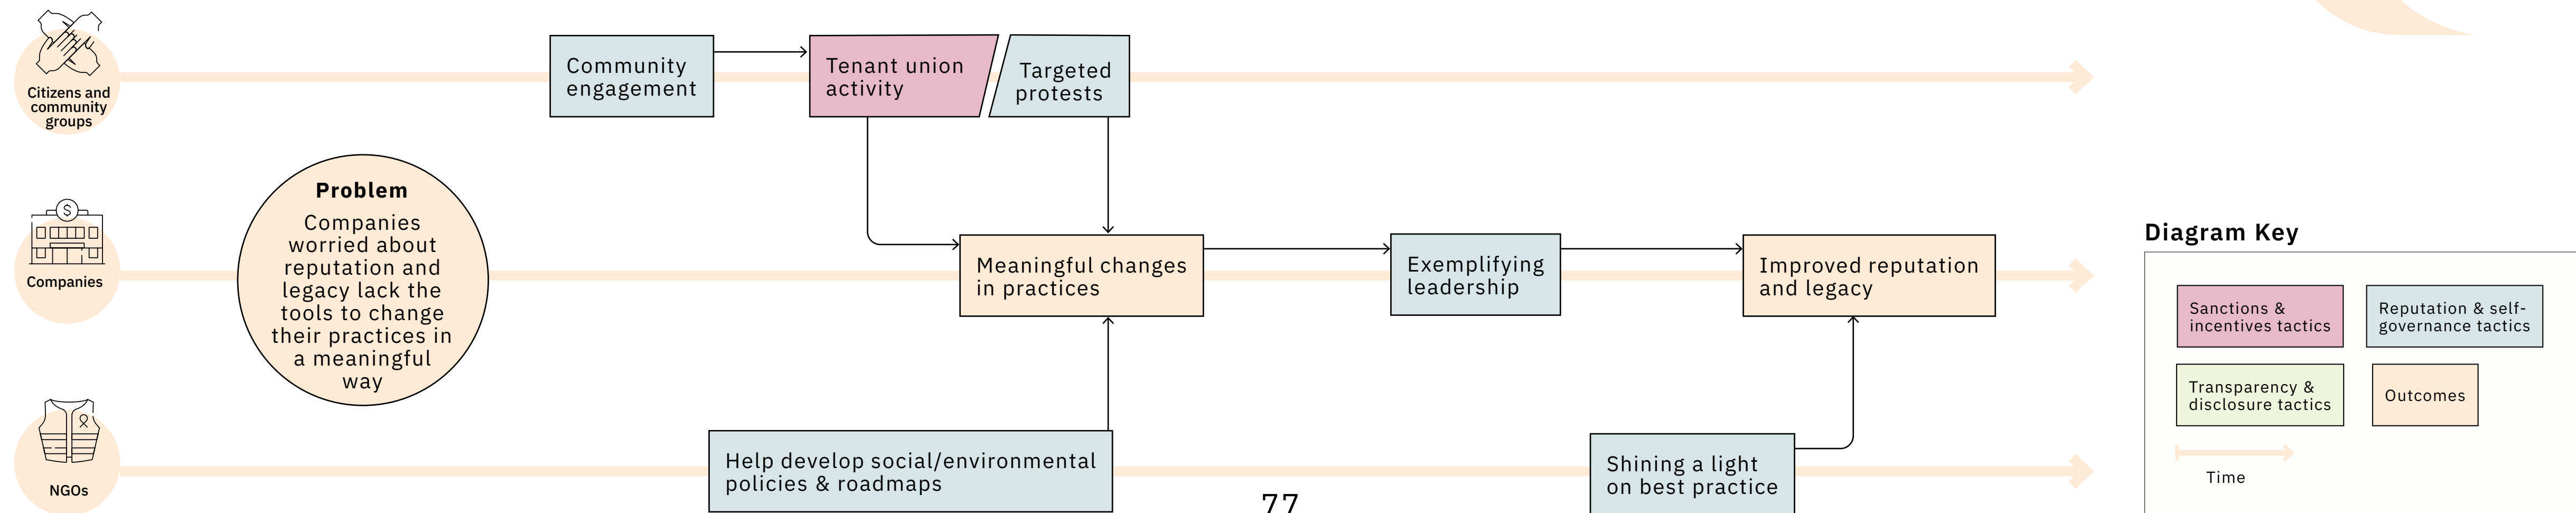 Citizens and
community
groups
Community
engagement
Tenant union
activity
Targeted
protests
Companies
Problem
Companies
worried about
reputation and
legacy lack the
tools to change
their practices in
a meaningful
way
Meaningful changes
in practices
Exemplifying
leadership
Improved reputation
and legacy
NGOs
Help develop social/environmental
policies & roadmaps
Shining a light
on best practice
77
Diagram Key
Sanctions &
incentives tactics
Reputation & self-
governance tactics
Transparency &
disclosure tactics
Outcomes
Time
$